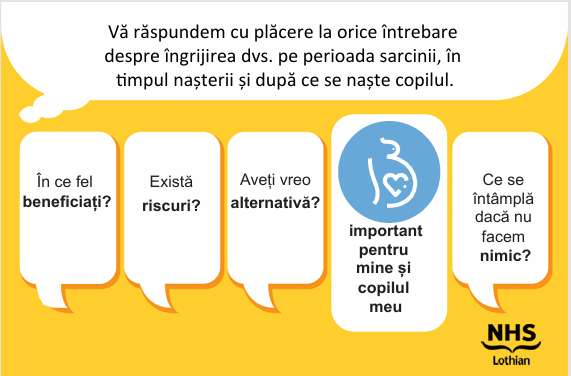 Vă răspundem cu plăcere la orice întrebare
despre îngrijirea dvs. pe perioada sarcinii, în
timpul nașterii și după ce se naște copilul.
În ce fel
beneficiați?
Există
riscuri?
Aveți vreo
alternativă?
important
pentru
mine și
copilul
meu
Ce se
întâmplă
dacă nu
facem
nimic?
NHS
Lothian